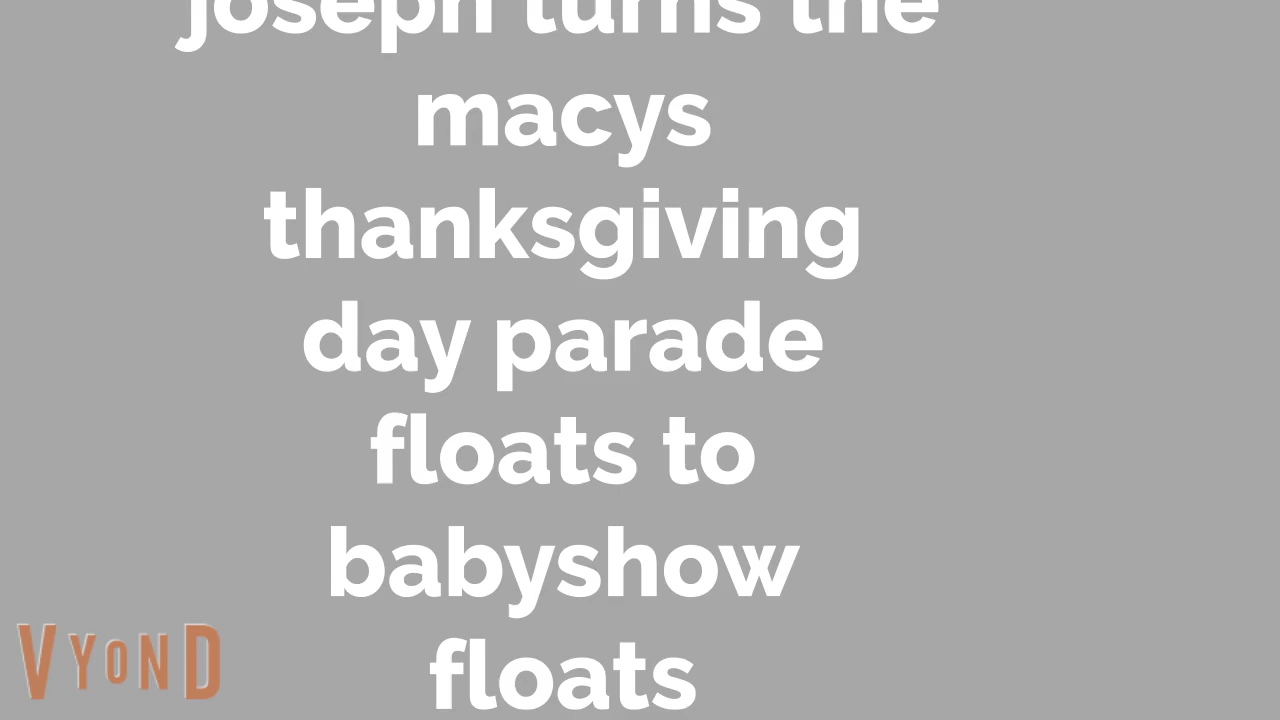 joseph turns the
macys
thanksgiving
day parade
floats to
babyshow
floats
VYOND